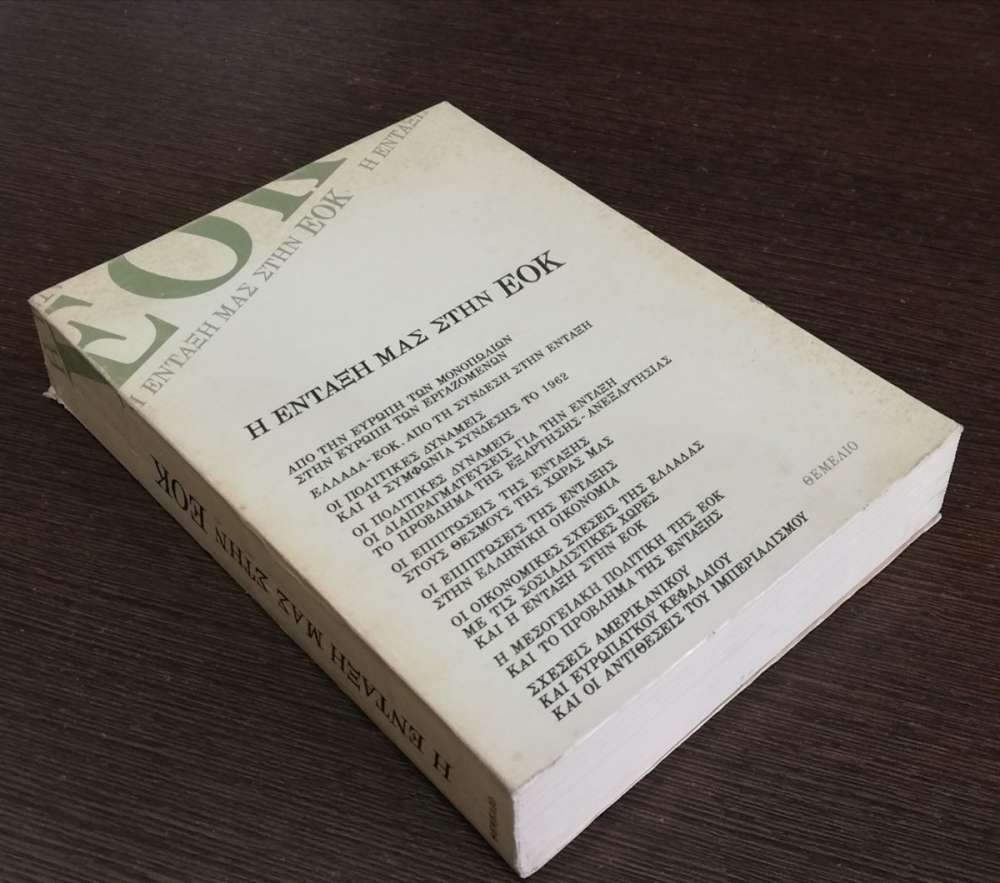 ΕΟΚ
Η ΕΝΤΑΞΗ
Η ΕΝΤΑΞΗ ΜΑΣ ΣΤΗΝ ΕΟΚ
Η ΕΝΤΑΞΗ ΜΑΣ ΣΤΗΝ ΕΟΚ
ΑΠΟ ΤΗΝ ΕΥΡΩΠΗ ΤΩΝ ΜΟΝΟΠΩΛΙΩΝ
ΣΤΗΝ ΕΥΡΩΠΗ ΤΩΝ ΕΡΓΑΖΟΜΕΝΩΝ
ΕΛΛΑΔΑ-ΕΟΚ. ΑΠΟ ΤΗ ΣΥΝΔΕΣΗ ΣΤΗΝ ΕΝΤΑΞΗ
ΟΙ ΠΟΛΙΤΙΚΕΣ ΔΥΝΑΜΕΙΣ
ΚΑΙ Η ΣΥΜΦΩΝΙΑ ΣΥΝΔΕΣΗΣ ΤΟ 1962
ΟΙ ΠΟΛΙΤΙΚΕΣ ΔΥΝΑΜΕΙΣ
ΟΙ ΔΙΑΠΡΑΓΜΑΤΕΥΣΕΙΣ ΓΙΑ ΤΗΝ ΕΝΤΑΞΗ
ΤΟ ΠΡΟΒΛΗΜΑ ΤΗΣ ΕΞΑΡΤΗΣΗΣ-ΑΝΕΞΑΡΤΗΣΙΑΣ
ΟΙ ΕΠΙΠΤΩΣΕΙΣ ΤΗΣ ΕΝΤΑΞΗΣ
ΣΤΟΥΣ ΘΕΣΜΟΥΣ ΤΗΣ ΧΩΡΑΣ ΜΑΣ
ΟΙ ΕΠΙΠΤΩΣΕΙΣ ΤΗΣ ΕΝΤΑΞΗΣ
ΣΤΗΝ ΕΛΛΗΝΙΚΗ ΟΙΚΟΝΟΜΙΑ
ΟΙ ΟΙΚΟΝΟΜΙΚΕΣ ΣΧΕΣΕΙΣ ΤΗΣ ΕΛΛΑΔΑΣ
ΜΕ ΤΙΣ ΣΟΣΙΑΛΙΣΤΙΚΕΣ ΧΩΡΕΣ
ΚΑΙ Η ΕΝΤΑΞΗ ΣΤΗΝ ΕΟΚ
Η ΜΕΣΟΓΕΙΑΚΗ ΠΟΛΙΤΙΚΗ ΤΗΣ ΕΟΚ
ΚΑΙ ΤΟ ΠΡΟΒΛΗΜΑ ΤΗΣ ΕΝΤΑΞΗΣ
ΣΧΕΣΕΙΣ ΑΜΕΡΙΚΑΝΙΚΟΥ
ΚΑΙ ΕΥΡΩΠΑΪΚΟΥ ΚΕΦΑΛΑΙΟΥ
ΚΑΙ ΟΙ ΑΝΤΙΘΕΣΕΙΣ ΤΟΥ ΙΜΠΕΡΙΑΛΙΣΜΟΥ
ΘΕΜΕΛΙΟ
Η ΕΝΤΑΞΗ ΜΑΣ ΣΤΗΝ ΕΟΚ
ΘΕΜΕΛΙΟ